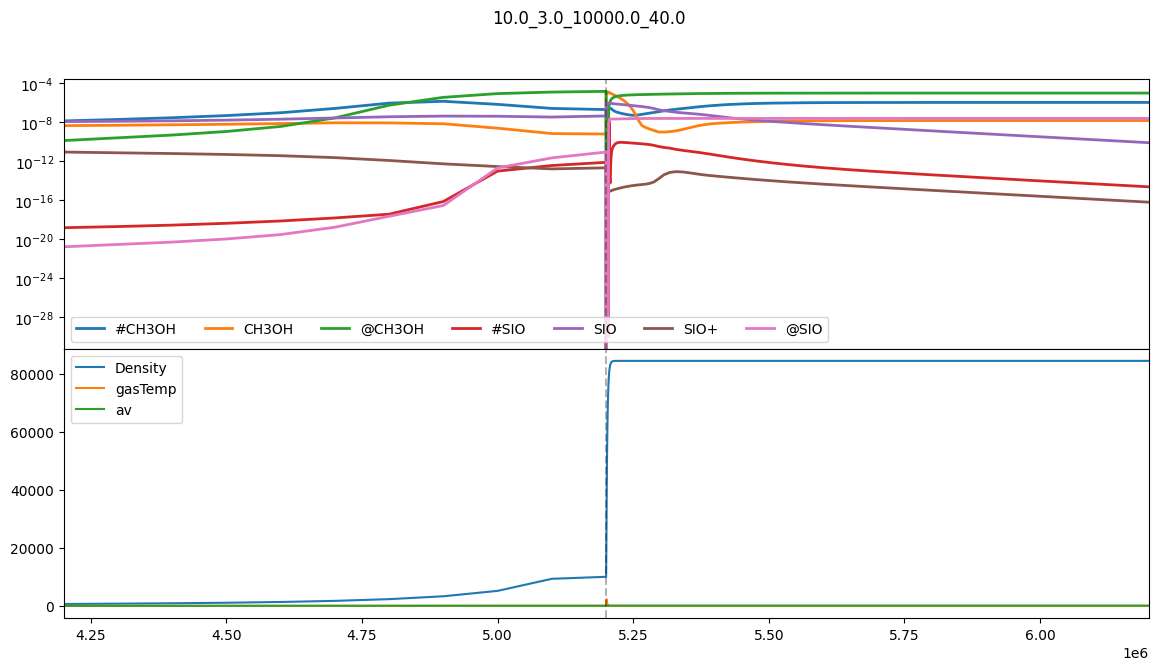 10.0_3.0_10000.0_40.0
10⁻⁴
10⁻⁸
10⁻¹²
10⁻¹⁶
10⁻²⁰
10⁻²⁴
10⁻²⁸
#CH3OH CH3OH @CH3OH #SIO SIO SIO+ @SIO
Density
gasTemp
av
80000
60000
40000
20000
0
4.25 4.50 4.75 5.00 5.25 5.50 5.75 6.00
1e6